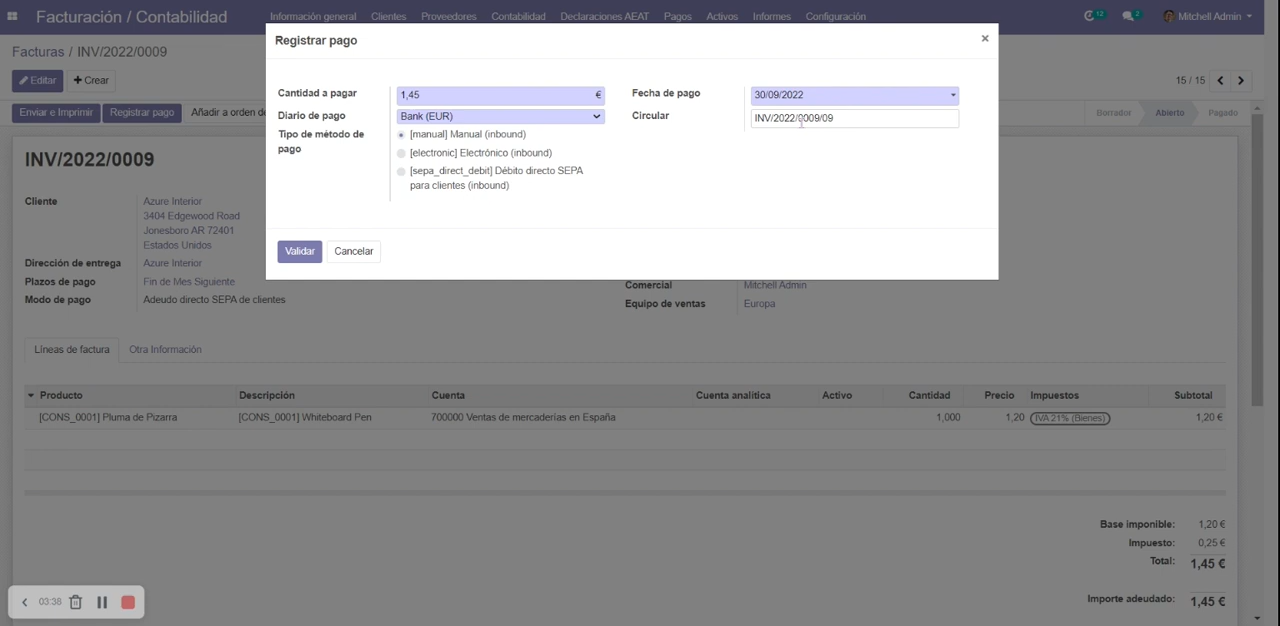 Facturación / Contabilidad
Información general Clientes Proveedores Contabilidad Declaraciones AEAT Pagos Activos Informes Configuración
12 2 Mitchell Admin
Facturas / INV/2022/0009
Editar + Crear
15 / 15
Enviar e Imprimir Registrar pago Añadir a orden de
Borrador Abierto Pagado
Registrar pago ×
Cantidad a pagar 1,45 €
Fecha de pago 30/09/2022
Diario de pago Bank (EUR)
Circular INV/2022/0009/09
Tipo de método de pago
[manual] Manual (inbound)
[electronic] Electrónico (inbound)
[sepa_direct_debit] Débito directo SEPA
para clientes (inbound)
Validar Cancelar
INV/2022/0009
Cliente Azure Interior
3404 Edgewood Road
Jonesboro AR 72401
Estados Unidos
Dirección de entrega Azure Interior
Plazos de pago Fin de Mes Siguiente
Modo de pago Adeudo directo SEPA de clientes
Comercial Mitchell Admin
Equipo de ventas Europa
Líneas de factura Otra Información
Producto Descripción Cuenta Cuenta analítica Activo Cantidad Precio Impuestos Subtotal
[CONS_0001] Pluma de Pizarra [CONS_0001] Whiteboard Pen 700000 Ventas de mercaderías en España 1,000 1,20 IVA 21% (Bienes) 1,20 €
Base imponible: 1,20 €
Impuesto: 0,25 €
Total: 1,45 €
Importe adeudado: 1,45 €
03:38